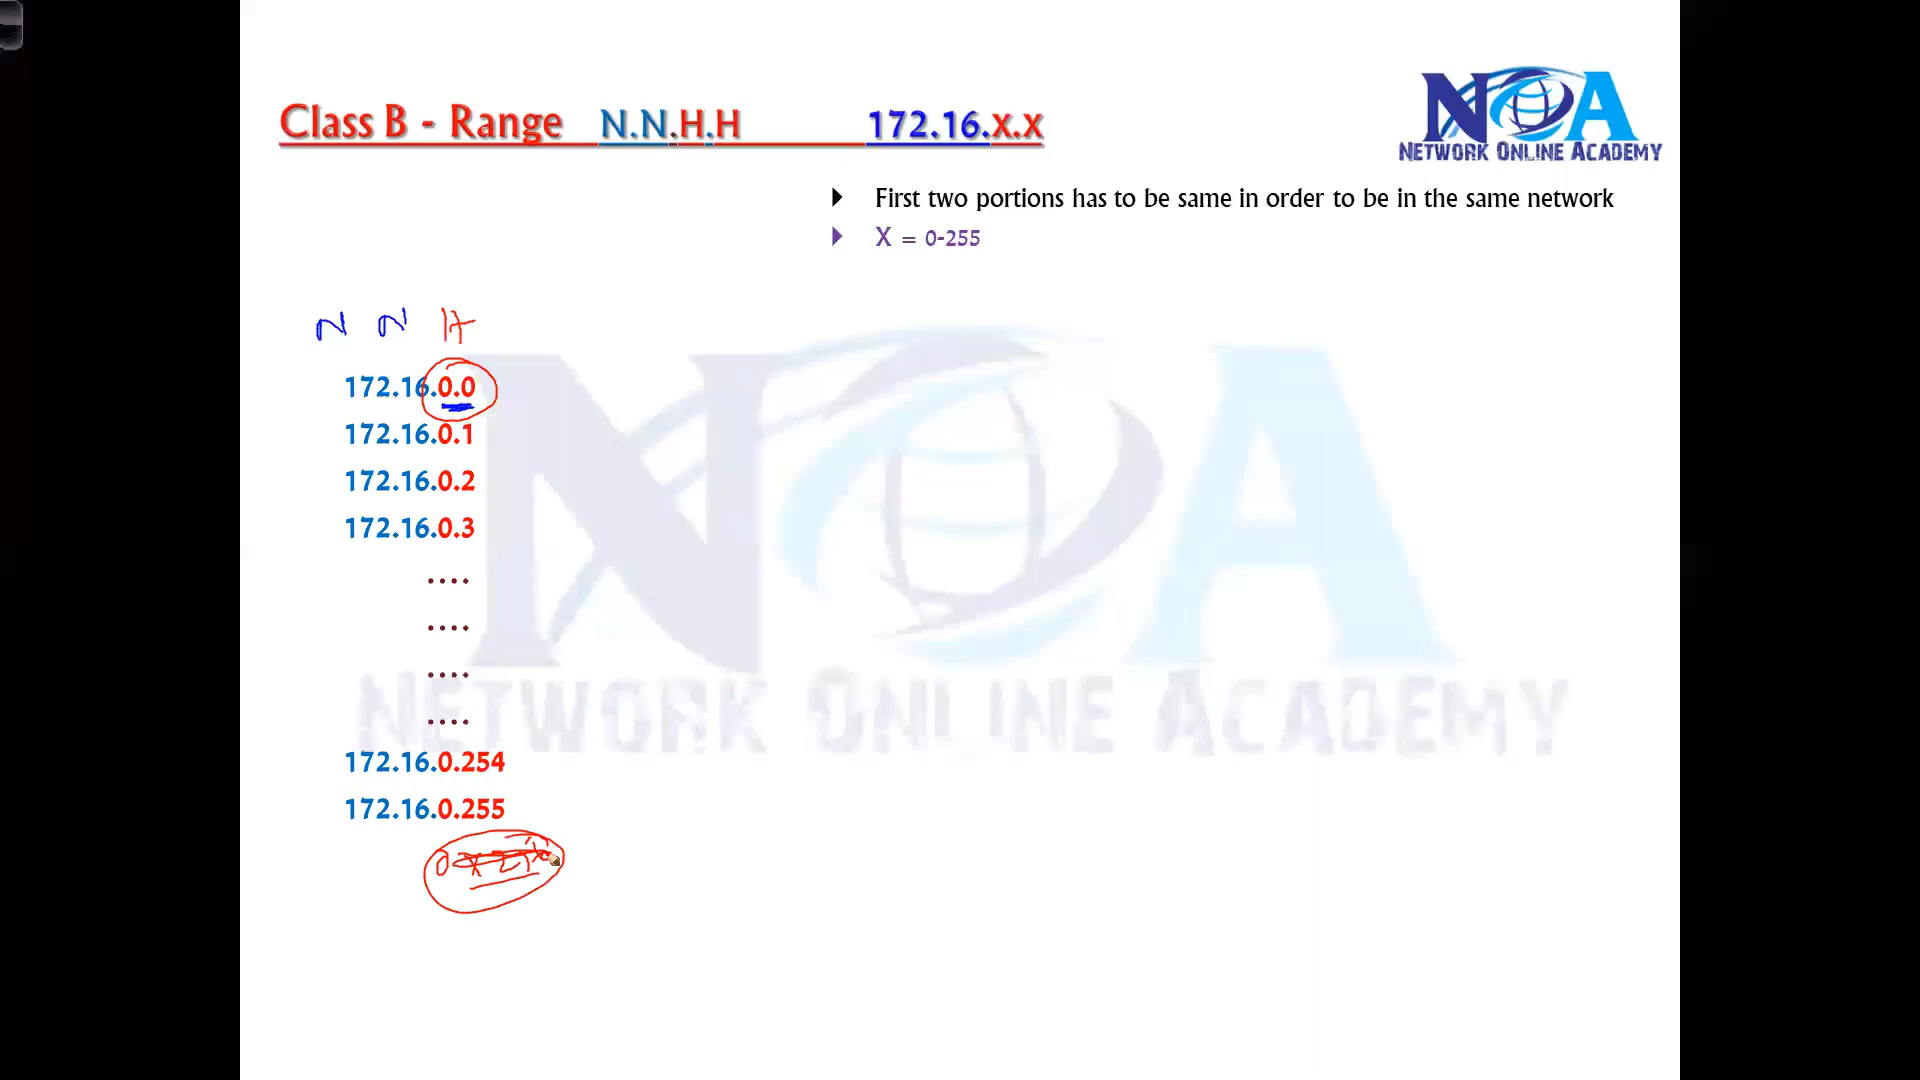 Class B - Range N.N.H.H 172.16.x.x
NOA
NETWORK ONLINE ACADEMY
First two portions has to be same in order to be in the same network
X = 0-255
N N H
172.16.0.0
172.16.0.1
172.16.0.2
172.16.0.3
....
....
....
....
172.16.0.254
172.16.0.255
NOA
NETWORK ONLINE ACADEMY